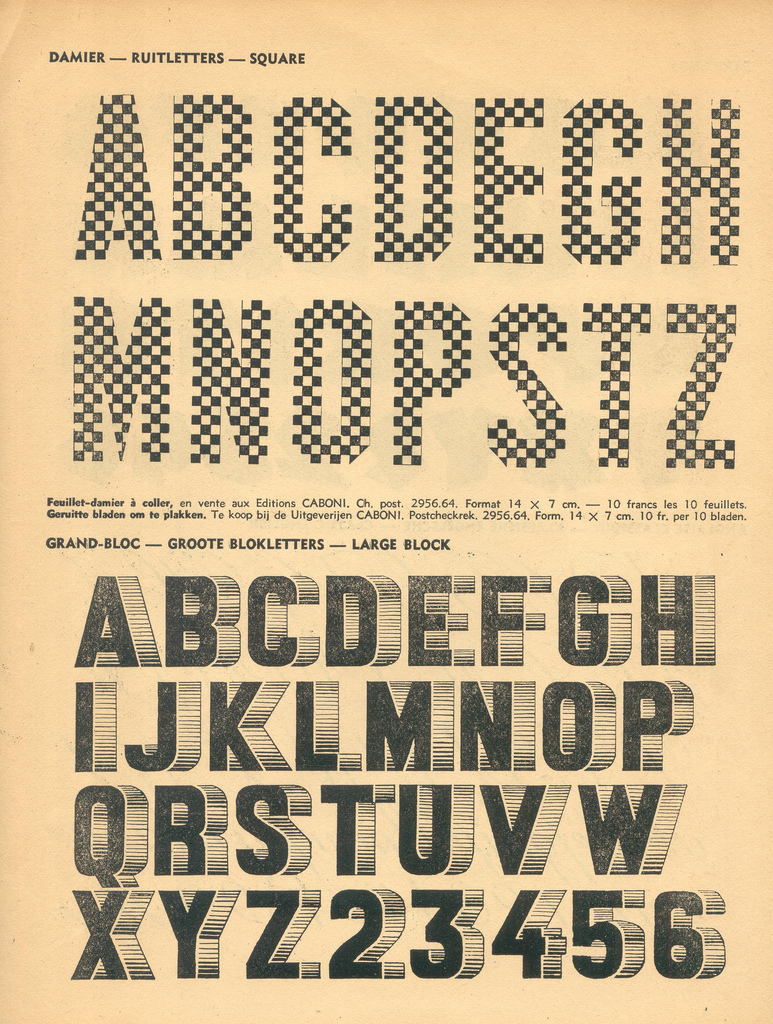 DAMIER — RUITLETTERS — SQUARE
ABCDEGH
MNOPSTZ
Feuillet-damier à coller, en vente aux Editions CABONI. Ch. post. 2956.64. Format 14 × 7 cm. — 10 francs les 10 feuillets.
Geruitte bladen om te plakken. Te koop bij de Uitgeverijen CABONI. Postcheckrek. 2956.64. Form. 14 × 7 cm. 10 fr. per 10 bladen.
GRAND-BLOC — GROOTE BLOKLETTERS — LARGE BLOCK
ABCDEFGH
IJKLMNOP
QRSTUVW
XYZ23456